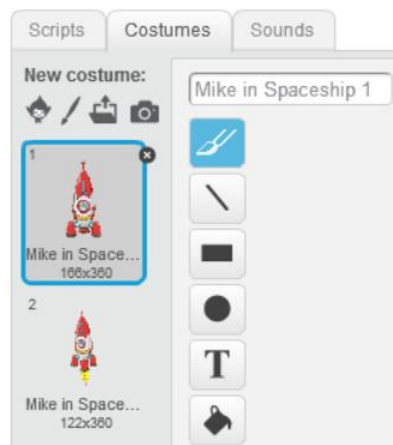 Scripts Costumes Sounds
New costume:
Mike in Spaceship 1
1
Mike in Space...
166x360
T
2
Mike in Space...
122x360